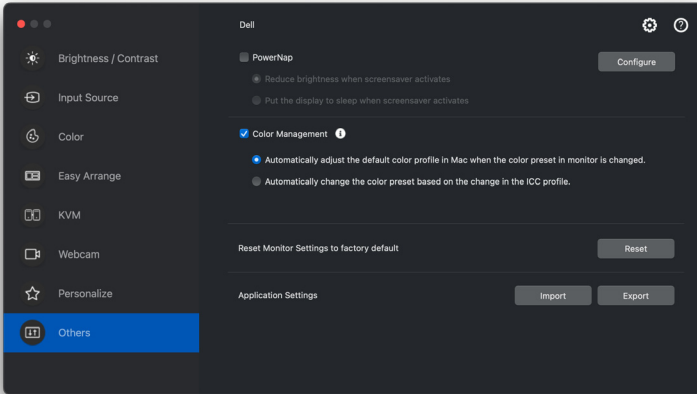 Dell
Brightness / Contrast
Input Source
Color
Easy Arrange
KVM
Webcam
Personalize
Others
PowerNap
Configure
Reduce brightness when screensaver activates
Put the display to sleep when screensaver activates
Color Management
Automatically adjust the default color profile in Mac when the color preset in monitor is changed.
Automatically change the color preset based on the change in the ICC profile.
Reset Monitor Settings to factory default
Reset
Application Settings
Import
Export